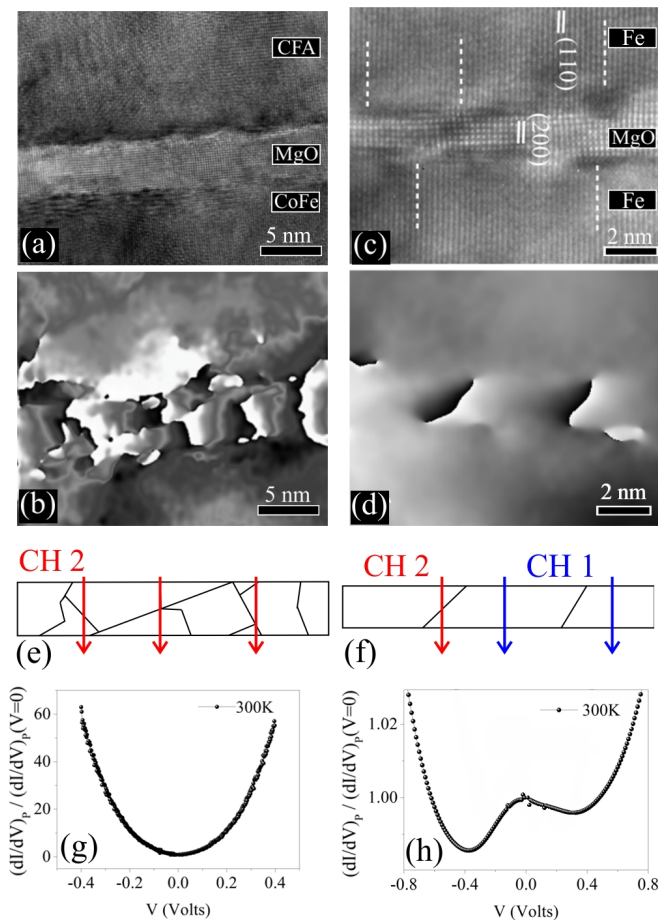 CFA
MgO
CoFe
(a)
5 nm
Fe
(110)
MgO
(200)
Fe
(c)
2 nm
(b)
5 nm
(d)
2 nm
CH 2
(e)
CH 2
CH 1
(f)
(dI/dV)P / (dI/dV)P(V=0)
60
40
20
0
300K
(g)
-0.4
-0.2
0.0
0.2
0.4
V (Volts)
(dI/dV)P / (dI/dV)P(V=0)
1.02
1.00
300K
(h)
-0.8
-0.4
0.0
0.4
0.8
V (Volts)